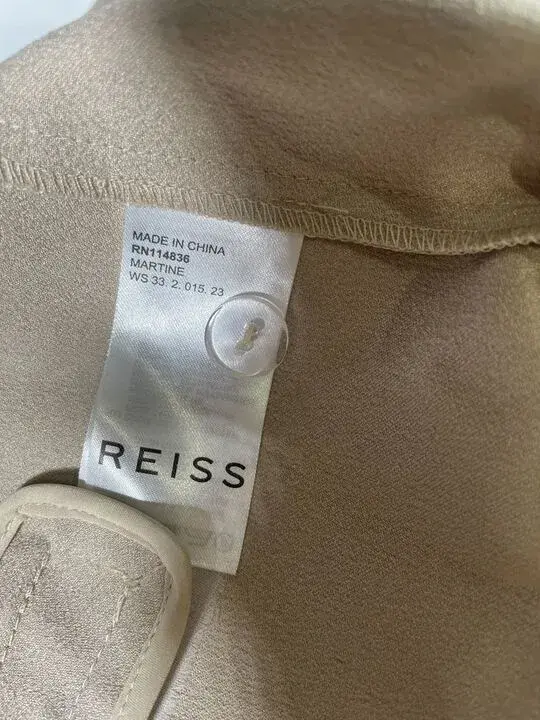 MADE IN CHINA
RN114836
MARTINE
WS 33. 2. 015. 23
REISS